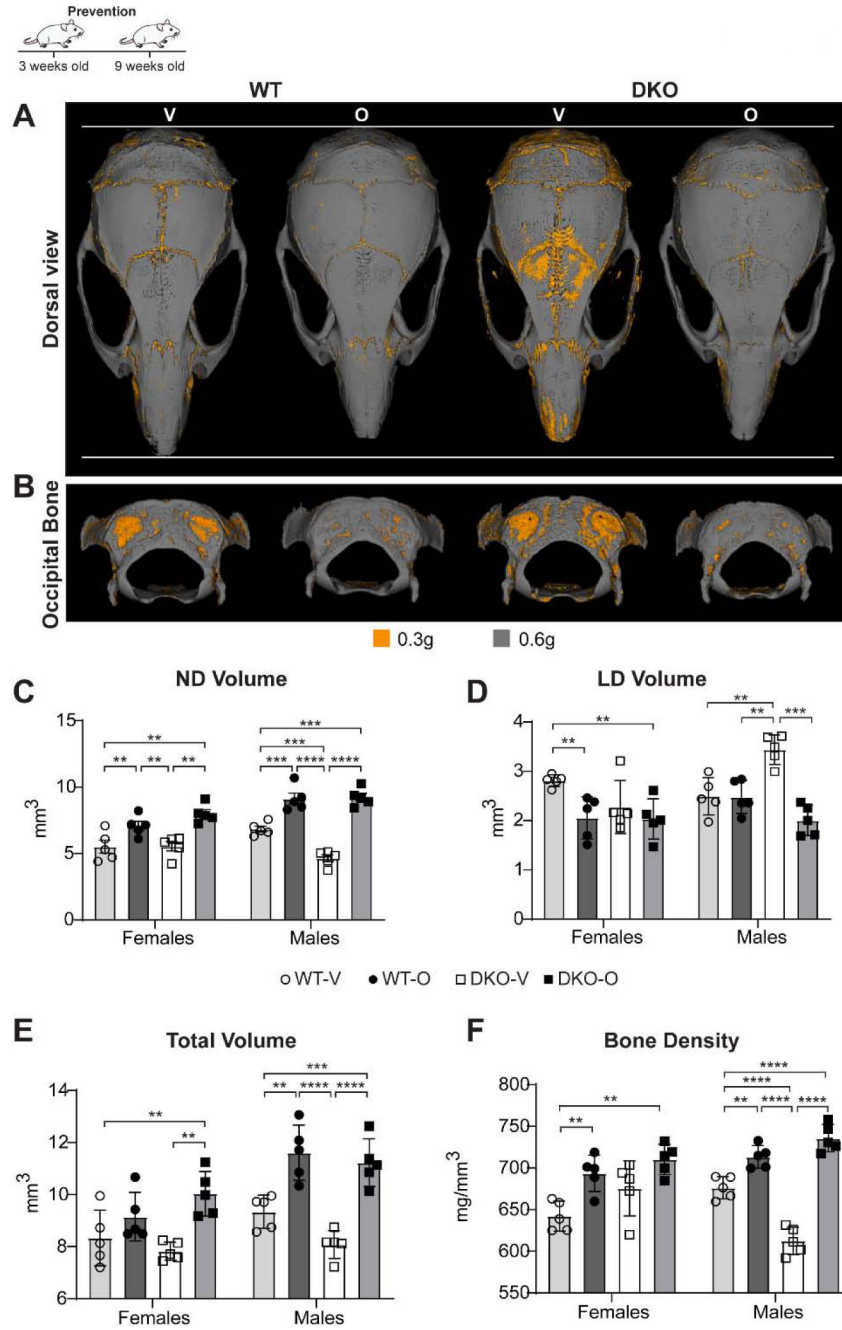 Prevention
3 weeks old 9 weeks old
WT DKO
A V O V O
Dorsal view
B
Occipital Bone
0.3g 0.6g
C ND Volume
15
10
5
0
mm3
** ***
** ** ** *** *** **** ****
Females Males
D LD Volume
4
3
2
1
0
mm3
** ** ** ** ***
Females Males
WT-V WT-O DKO-V DKO-O
E Total Volume
14
12
10
8
6
mm3
** ** *** ** **** ****
Females Males
F Bone Density
800
750
700
650
600
550
mg/mm3
** ** **** **** ** **** ****
Females Males